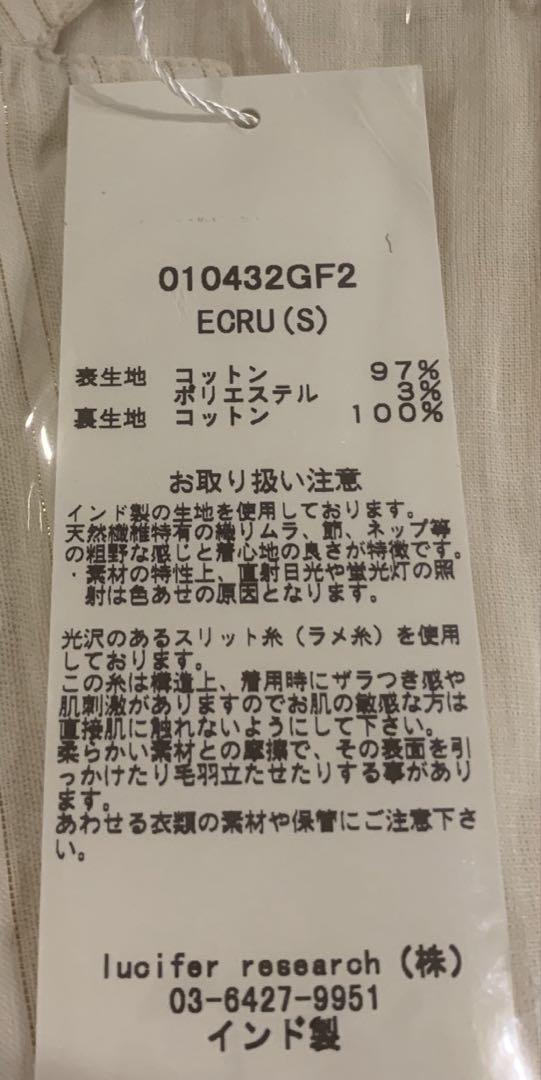 010432GF2
ECRU(S)
表生地 コットン 97%
ポリエステル 3%
裏生地 コットン 100%
お取り扱い注意
インド製の生地を使用しております。
天然繊維特有の織りムラ、節、ネップ等
の粗野な感じと着心地の良さが特徴です。
・素材の特性上、直射日光や蛍光灯の照
射は色あせの原因となります。
光沢のあるスリット糸(ラメ糸)を使用
しております。
この糸は構造上、着用時にザラつき感や
肌刺激がありますのでお肌の敏感な方は
直接肌に触れないようにして下さい。
柔らかい素材との摩擦で、その表面を引
っかけたり毛羽立たせたりする事があり
ます。
あわせる衣類の素材や保管にご注意下さ
い。
lucifer research(株)
03-6427-9951
インド製